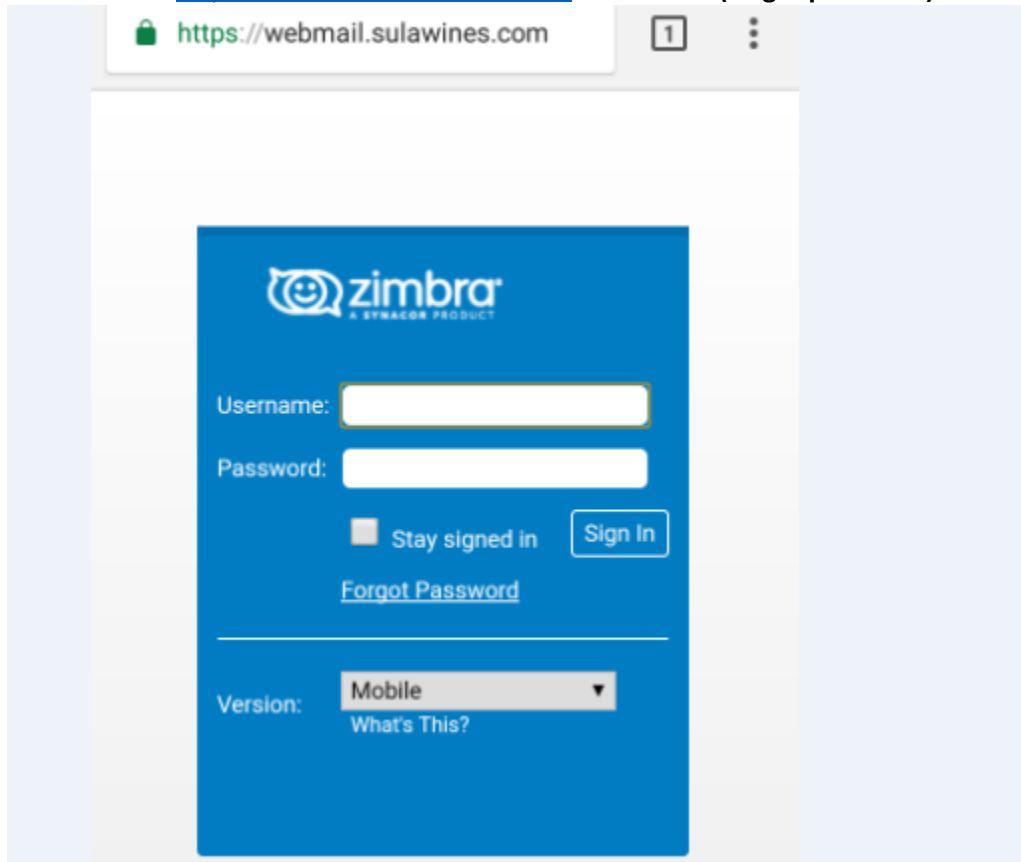 https://webmail.sulawines.com 1
zimbra
A SYNACOR PRODUCT
Username:
Password:
Stay signed in Sign In
Forgot Password
Version: Mobile
What's This?